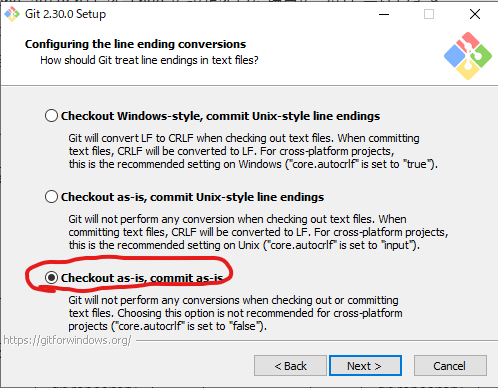 Git 2.30.0 Setup
Configuring the line ending conversions
How should Git treat line endings in text files?
Checkout Windows-style, commit Unix-style line endings
Git will convert LF to CRLF when checking out text files. When committing
text files, CRLF will be converted to LF. For cross-platform projects,
this is the recommended setting on Windows ("core.autocrlf" is set to "true").
Checkout as-is, commit Unix-style line endings
Git will not perform any conversion when checking out text files. When
committing text files, CRLF will be converted to LF. For cross-platform projects,
this is the recommended setting on Unix ("core.autocrlf" is set to "input").
Checkout as-is, commit as-is
Git will not perform any conversions when checking out or committing
text files. Choosing this option is not recommended for cross-platform
projects ("core.autocrlf" is set to "false").
https://gitforwindows.org/
< Back
Next >
Cancel